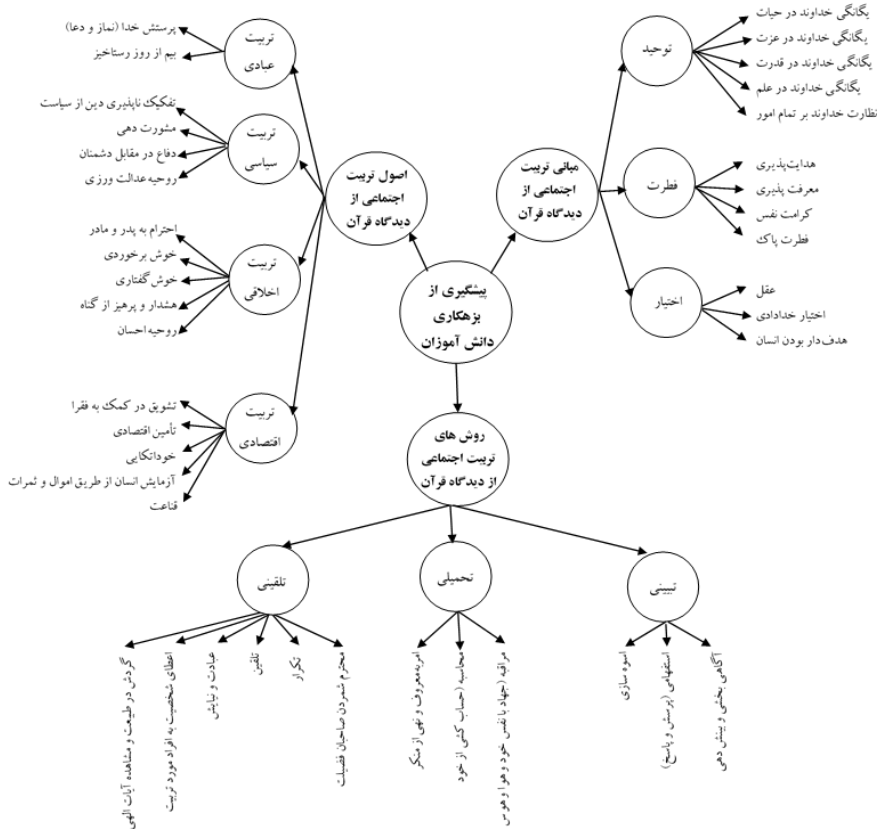 پیشگیری از
بزهکاری
دانش آموزان
مبانی تربیت
اجتماعی از
دیدگاه قرآن
توحید
یگانگی خداوند در حیات
یگانگی خداوند در عزت
یگانگی خداوند در قدرت
یگانگی خداوند در علم
نظارت خداوند بر تمام امور
فطرت
هدایت‌پذیری
معرفت پذیری
کرامت نفس
فطرت پاک
اختیار
عقل
اختیار خدادادی
هدف‌دار بودن انسان
اصول تربیت
اجتماعی از
دیدگاه قرآن
تربیت
عبادی
پرستش خدا (نماز و دعا)
بیم از روز رستاخیز
تربیت
سیاسی
تفکیک ناپذیری دین از سیاست
مشورت دهی
دفاع در مقابل دشمنان
روحیه عدالت ورزی
تربیت
اخلاقی
احترام به پدر و مادر
خوش برخوردی
خوش گفتاری
هشدار و پرهیز از گناه
روحیه احسان
تربیت
اقتصادی
تشویق در کمک به فقرا
تأمین اقتصادی
خوداتکایی
آزمایش انسان از طریق اموال و ثمرات
قناعت
روش های
تربیت اجتماعی
از دیدگاه قرآن
تبیینی
آگاهی بخشی و بینش دهی
استفهامی (پرسش و پاسخ)
اسوه سازی
تحمیلی
مراقبه (جهاد با نفس خود و هوا و هوس
محاسبه (حساب کشی از خود
امربه‌معروف و نهی از منکر
تلقینی
محترم شمردن صاحبان فضیلت
تکرار
تلقین
عبادت و نیایش
اعطای شخصیت به افراد مورد تربیت
گردش در طبیعت و مشاهده آیات الهی